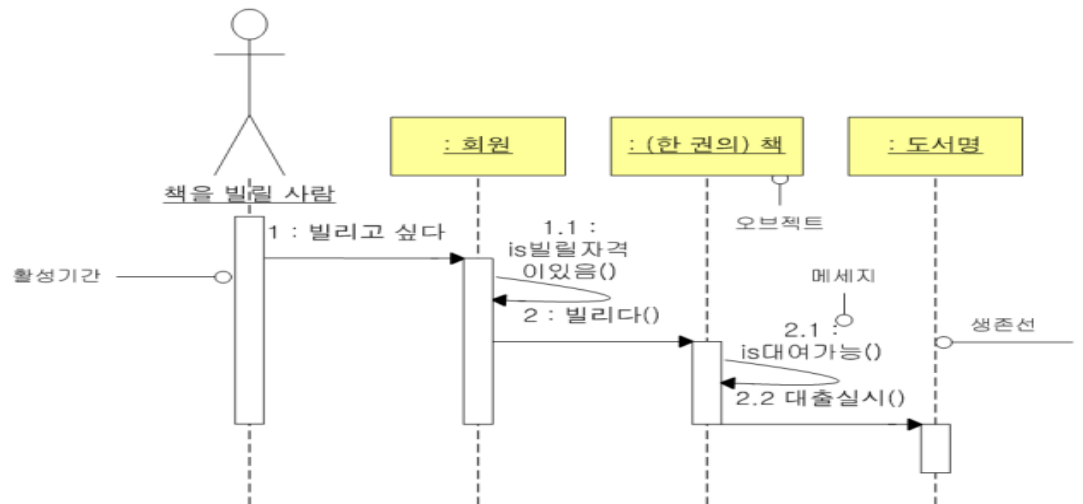 : 회원
: (한 권의) 책
: 도서명
책을 빌릴 사람
오브젝트
1 : 빌리고 싶다
1.1 :
is빌릴자격
이있음()
활성기간
메세지
2 : 빌리다()
생존선
2.1 :
is대여가능()
2.2 대출실시()